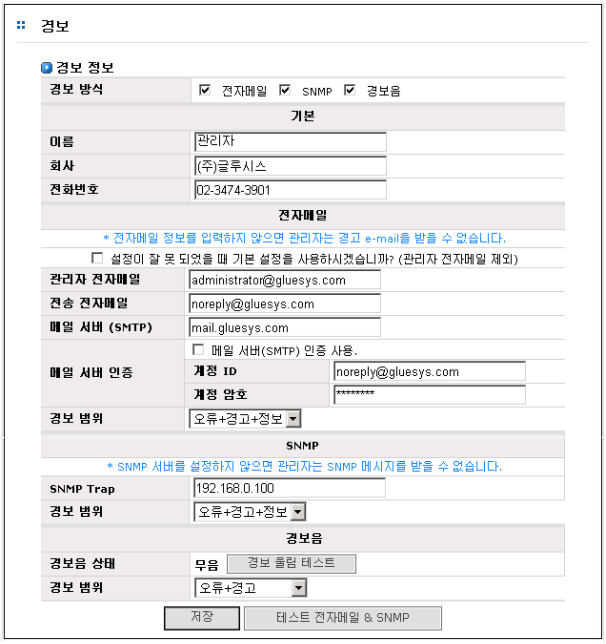 경보
경보 정보
경보 방식 전자메일 SNMP 경보음
기본
이름 관리자
회사 (주)글루시스
전화번호 02-3474-3901
전자메일
* 전자메일 정보를 입력하지 않으면 관리자는 경고 e-mail을 받을 수 없습니다.
설정이 잘 못 되었을 때 기본 설정을 사용하시겠습니까? (관리자 전자메일 제외)
관리자 전자메일 administrator@gluesys.com
전송 전자메일 noreply@gluesys.com
메일 서버 (SMTP) mail.gluesys.com
메일 서버(SMTP) 인증 사용.
메일 서버 인증 계정 ID noreply@gluesys.com
계정 암호 ********
경보 범위 오류+경고+정보
SNMP
* SNMP 서버를 설정하지 않으면 관리자는 SNMP 메시지를 받을 수 없습니다.
SNMP Trap 192.168.0.100
경보 범위 오류+경고+정보
경보음
경보음 상태 무음 경보 울림 테스트
경보 범위 오류+경고
저장 테스트 전자메일 & SNMP